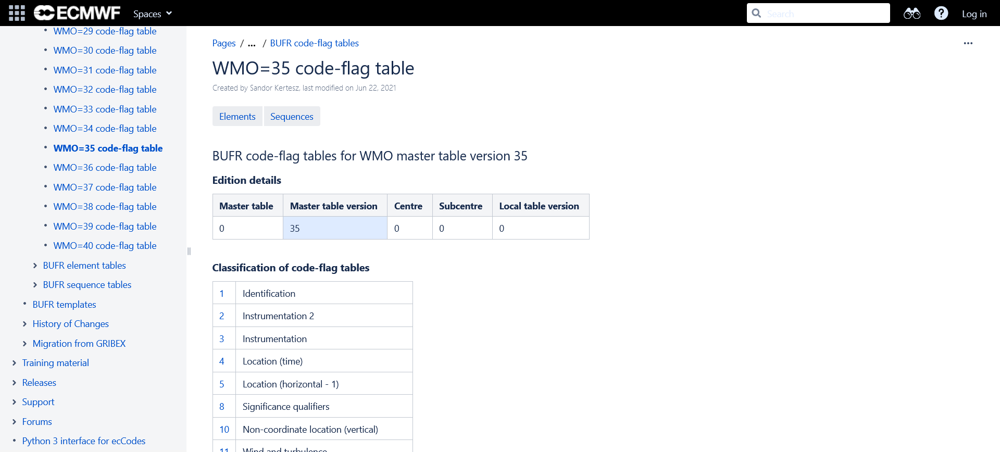 ECMWF
Spaces
Search
Log in
WMO=29 code-flag table
WMO=30 code-flag table
WMO=31 code-flag table
WMO=32 code-flag table
WMO=33 code-flag table
WMO=34 code-flag table
WMO=35 code-flag table
WMO=36 code-flag table
WMO=37 code-flag table
WMO=38 code-flag table
WMO=39 code-flag table
WMO=40 code-flag table
BUFR element tables
BUFR sequence tables
BUFR templates
History of Changes
Migration from GRIBEX
Training material
Releases
Support
Forums
Python 3 interface for ecCodes
Pages / ... / BUFR code-flag tables
WMO=35 code-flag table
Created by Sandor Kertesz, last modified on Jun 22, 2021
Elements Sequences
BUFR code-flag tables for WMO master table version 35
Edition details
Master table Master table version Centre Subcentre Local table version
0 35 0 0 0
Classification of code-flag tables
1 Identification
2 Instrumentation 2
3 Instrumentation
4 Location (time)
5 Location (horizontal - 1)
8 Significance qualifiers
10 Non-coordinate location (vertical)
11 Wind and turbulence